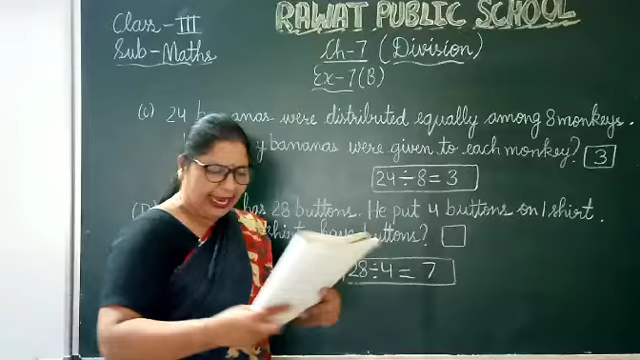 RAWAT PUBLIC SCHOOL
Class - III
Sub - Maths
Ch-7 (Division)
Ex-7(B)
(c) 24 bananas were distributed equally among 8 monkeys.
y bananas were given to each monkey? 3
24 ÷ 8 = 3
has 28 buttons. He put 4 buttons on 1 shirt.
have buttons?
28 ÷ 4 = 7